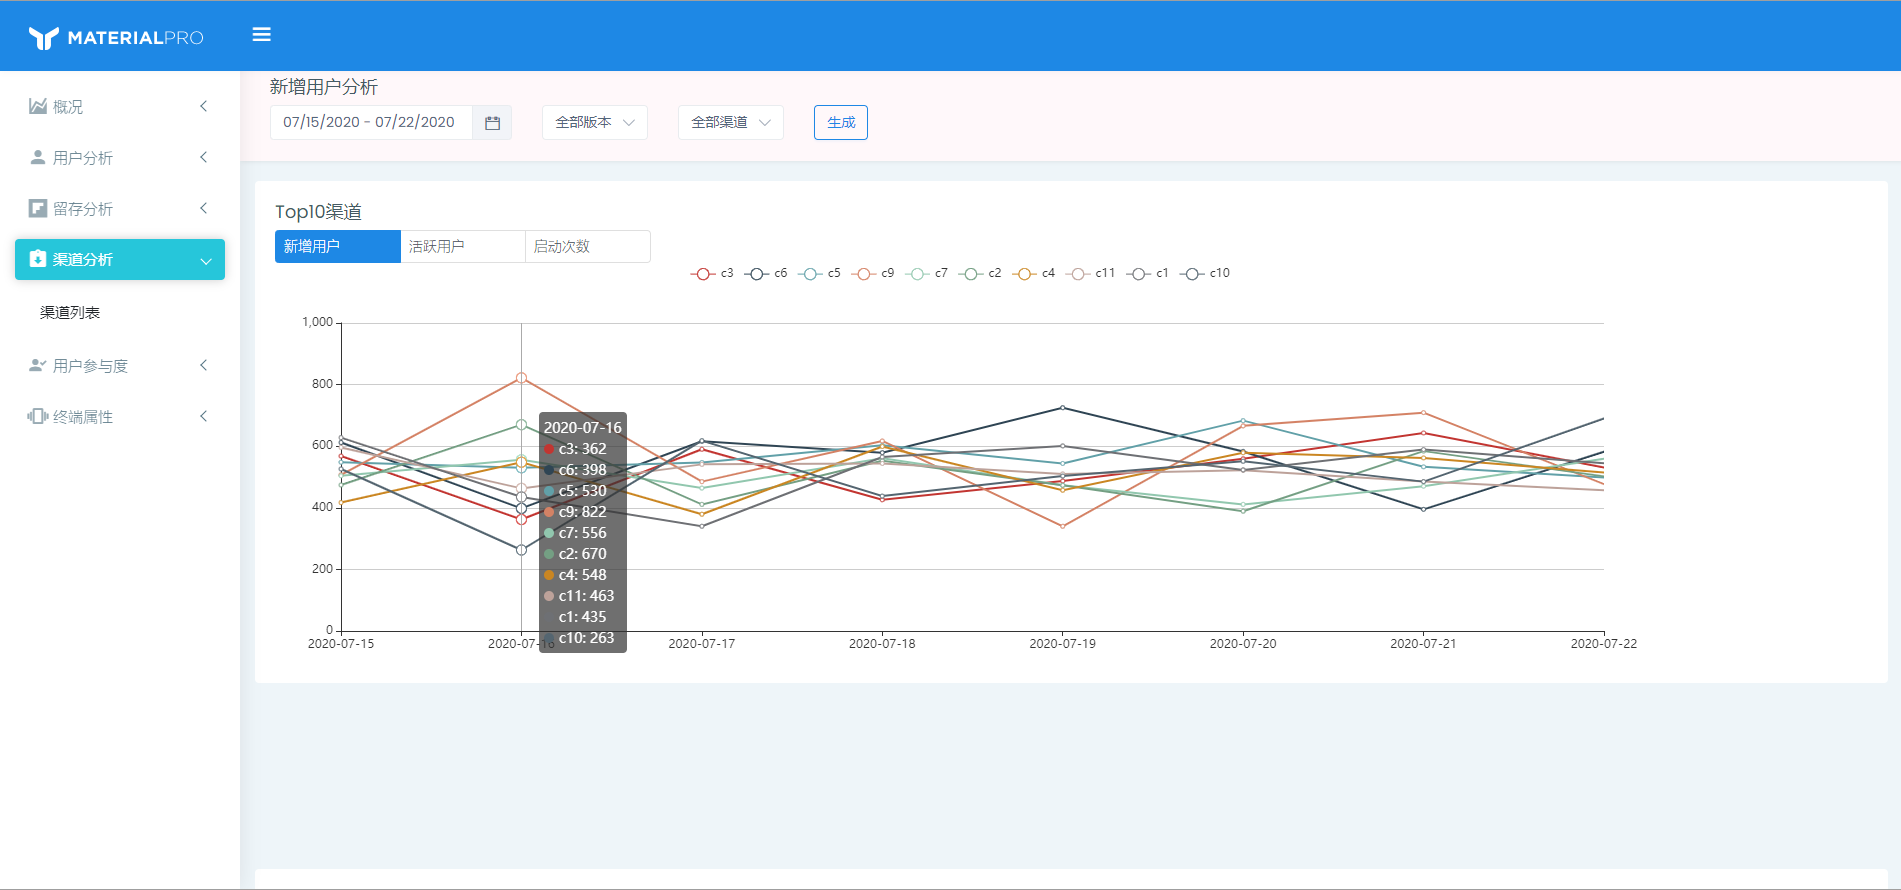 MATERIALPRO
概况
用户分析
留存分析
渠道分析
渠道列表
用户参与度
终端属性
新增用户分析
07/15/2020 - 07/22/2020
全部版本
全部渠道
生成
Top10渠道
新增用户 活跃用户 启动次数
c3 c6 c5 c9 c7 c2 c4 c11 c1 c10
1,000
800
600
400
200
0
2020-07-16
c3: 362
c6: 398
c5: 530
c9: 822
c7: 556
c2: 670
c4: 548
c11: 463
c1: 435
c10: 263
2020-07-15 2020-07-16 2020-07-17 2020-07-18 2020-07-19 2020-07-20 2020-07-21 2020-07-22